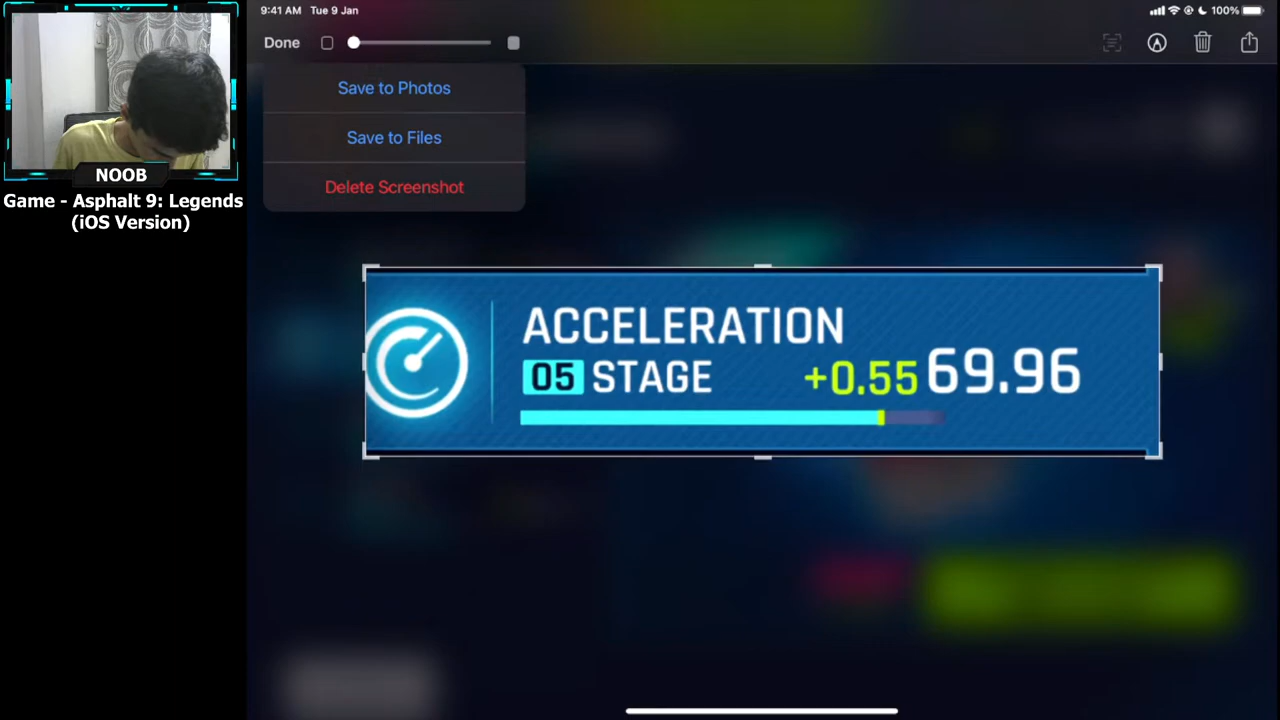 9:41 AM Tue 9 Jan
100%
Done
Save to Photos
Save to Files
Delete Screenshot
NOOB
Game - Asphalt 9: Legends
(iOS Version)
ACCELERATION
05 STAGE +0.55 69.96